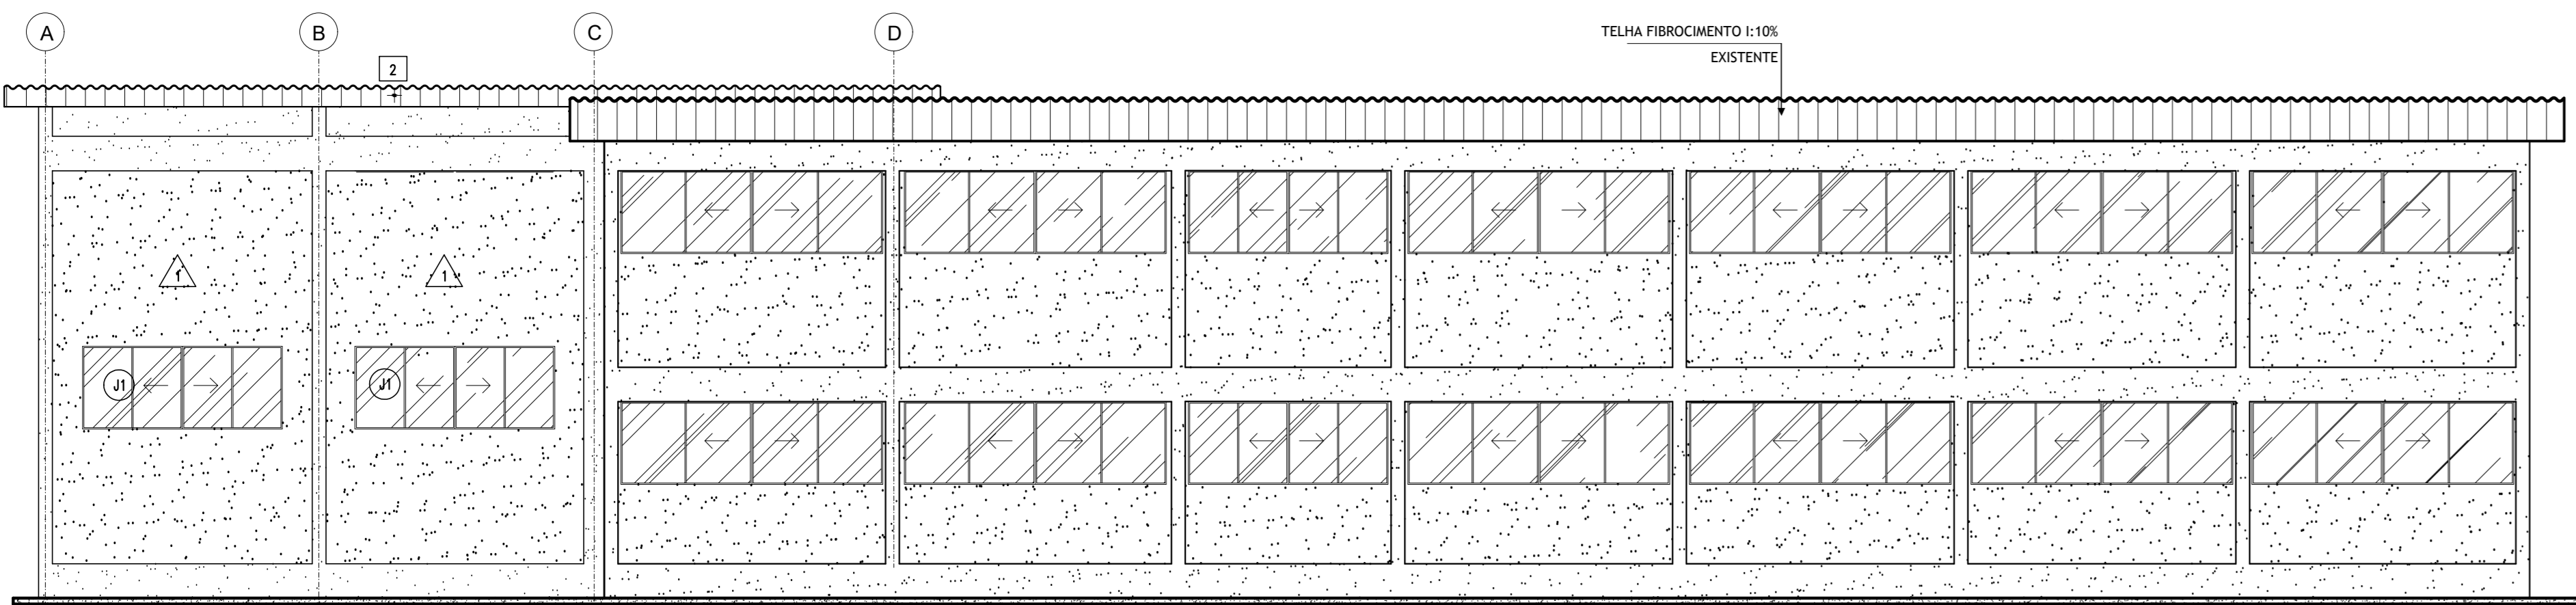 A
B
C
D
2
TELHA FIBROCIMENTO I:10%
EXISTENTE
1
1
J1
J1